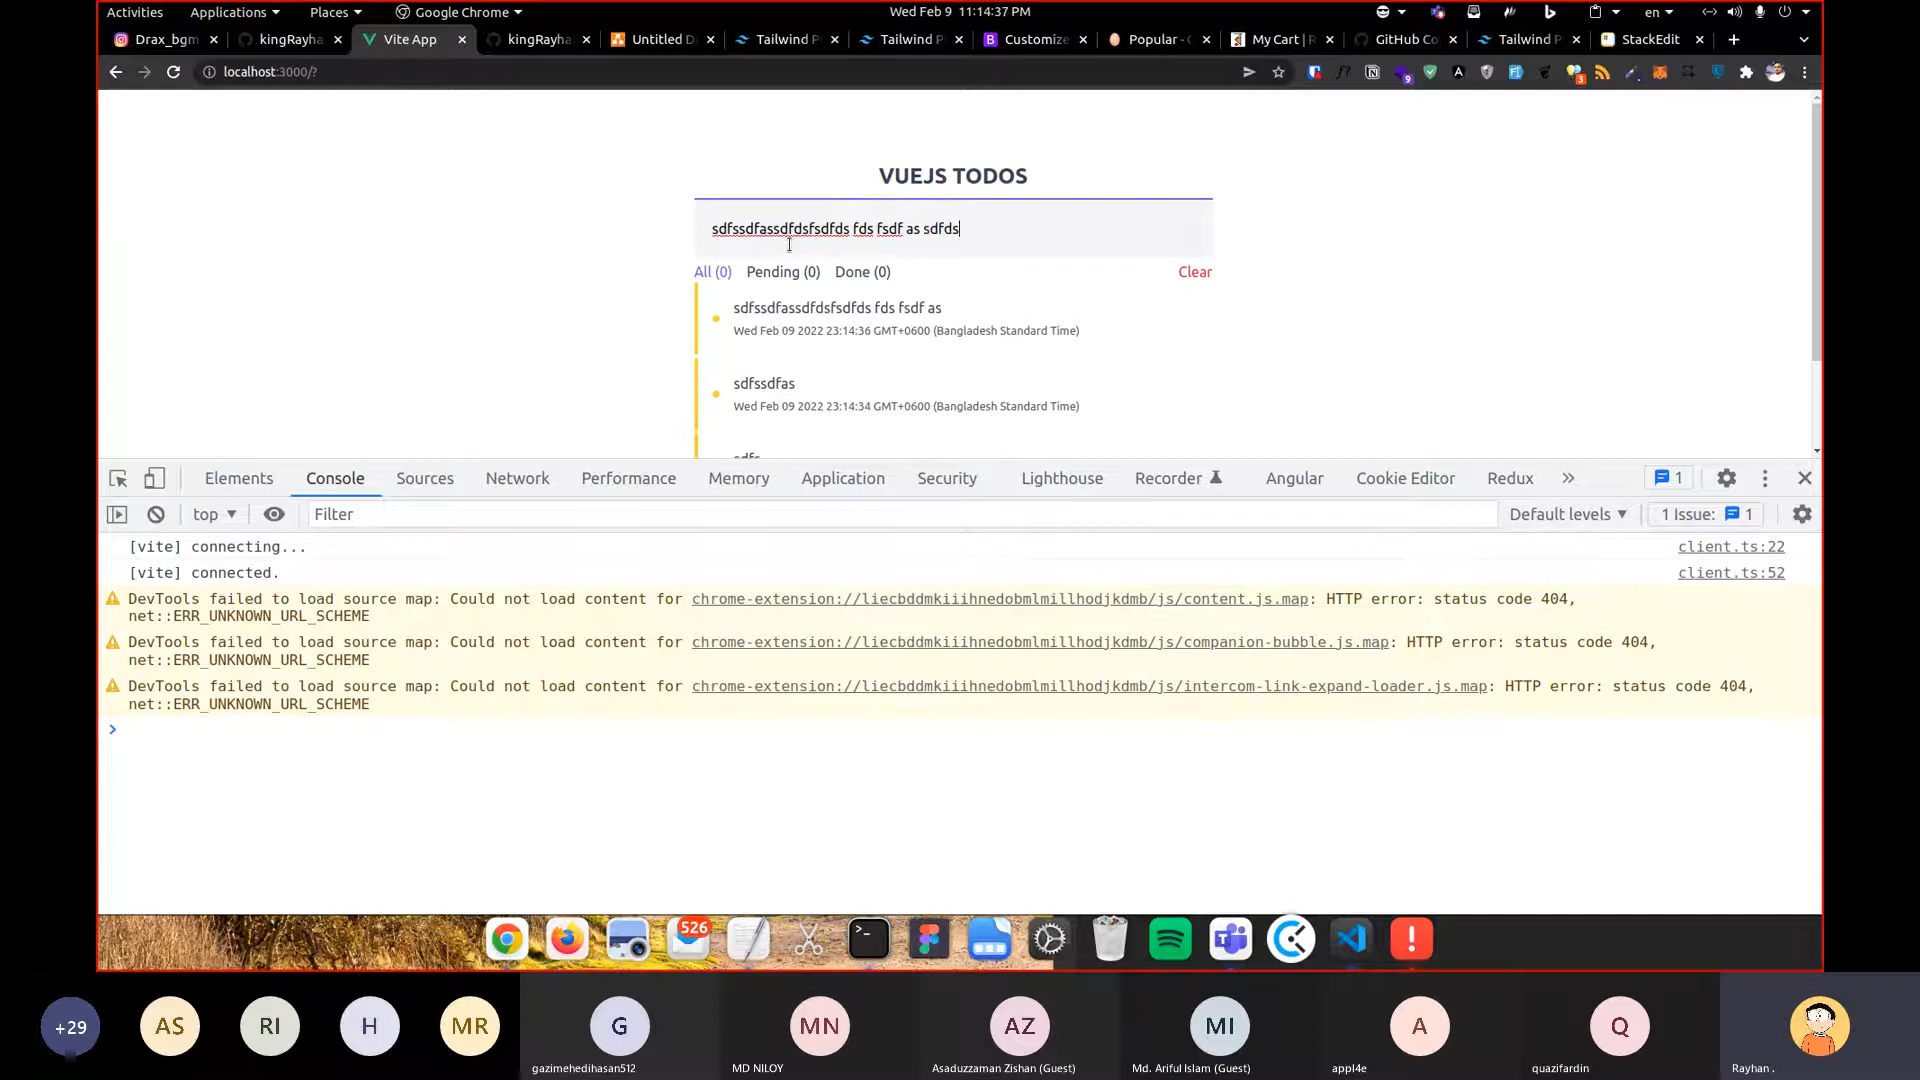 Activities
Applications
Places
Google Chrome
Wed Feb 9 11:14:37 PM
en
Drax_bgm
kingRayha
Vite App
kingRayha
Untitled D
Tailwind P
Tailwind P
Customize
Popular - C
My Cart | R
GitHub Co
Tailwind P
StackEdit
localhost:3000/?
9
3
VUEJS TODOS
sdfssdfassdfdsfsdfds fds fsdf as sdfds
All (0)
Pending (0)
Done (0)
Clear
sdfssdfassdfdsfsdfds fds fsdf as
Wed Feb 09 2022 23:14:36 GMT+0600 (Bangladesh Standard Time)
sdfssdfas
Wed Feb 09 2022 23:14:34 GMT+0600 (Bangladesh Standard Time)
sdfs
Elements
Console
Sources
Network
Performance
Memory
Application
Security
Lighthouse
Recorder
Angular
Cookie Editor
Redux
1
top
Filter
Default levels
1 Issue: 1
[vite] connecting... client.ts:22
[vite] connected. client.ts:52
DevTools failed to load source map: Could not load content for chrome-extension://liecbddmkiiihnedobmlmillhodjkdmb/js/content.js.map: HTTP error: status code 404,
net::ERR_UNKNOWN_URL_SCHEME
DevTools failed to load source map: Could not load content for chrome-extension://liecbddmkiiihnedobmlmillhodjkdmb/js/companion-bubble.js.map: HTTP error: status code 404,
net::ERR_UNKNOWN_URL_SCHEME
DevTools failed to load source map: Could not load content for chrome-extension://liecbddmkiiihnedobmlmillhodjkdmb/js/intercom-link-expand-loader.js.map: HTTP error: status code 404,
net::ERR_UNKNOWN_URL_SCHEME
526
+29
AS
RI
H
MR
G
MN
AZ
MI
A
Q
gazimehedihasan512
MD NILOY
Asaduzzaman Zishan (Guest)
Md. Ariful Islam (Guest)
appl4e
quazifardin
Rayhan .